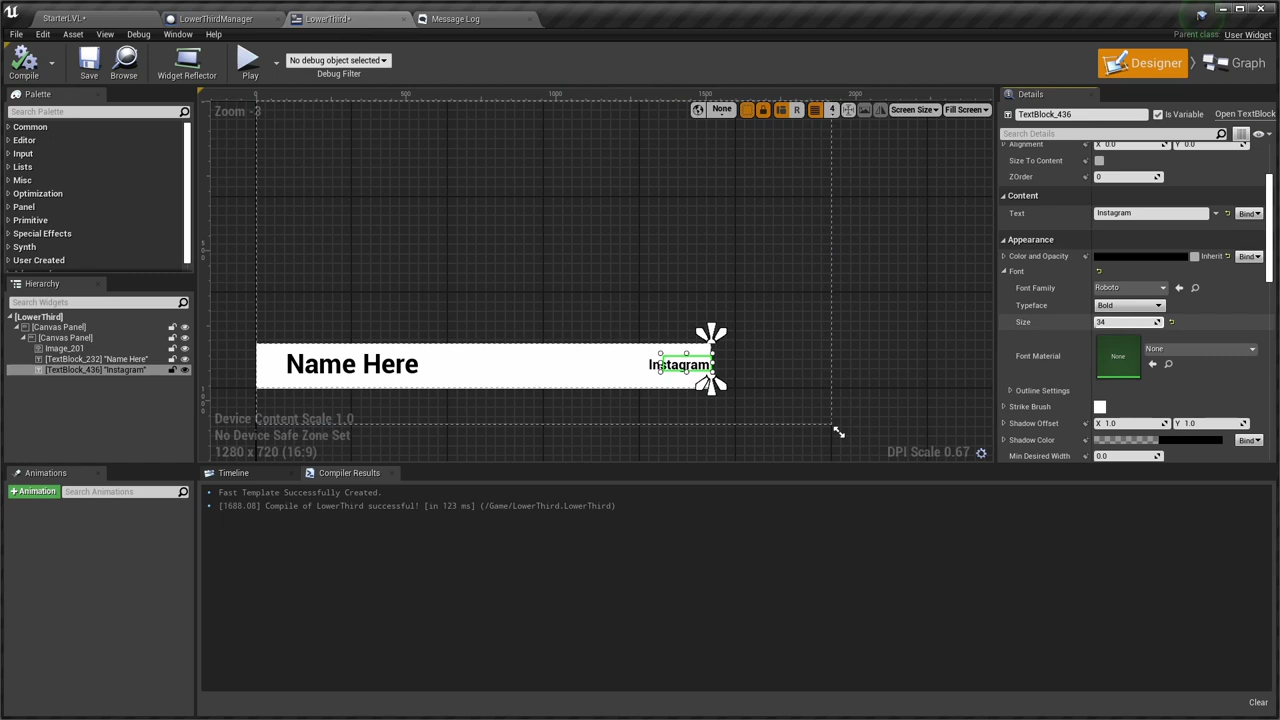 StarterLVL*
LowerThirdManager
LowerThird*
Message Log
File Edit Asset View Debug Window Help
Parent class: User Widget
Compile
Save
Browse
Widget Reflector
Play
No debug object selected
Debug Filter
Designer
Graph
Palette
Search Palette
Common
Editor
Input
Lists
Misc
Optimization
Panel
Primitive
Special Effects
Synth
User Created
Hierarchy
Search Widgets
[LowerThird]
[Canvas Panel]
[Canvas Panel]
Image_201
[TextBlock_232] "Name Here"
[TextBlock_436] "Instagram"
Animations
+Animation
Search Animations
Zoom -3
0
500
1000
1500
2000
None
R
4
Screen Size
Fill Screen
Name Here
Instagram
Device Content Scale 1.0
No Device Safe Zone Set
1280 x 720 (16:9)
DPI Scale 0.67
Timeline
Compiler Results
Fast Template Successfully Created.
[1688.08] Compile of LowerThird successful! [in 123 ms] (/Game/LowerThird.LowerThird)
Clear
Details
TextBlock_436
Is Variable
Open TextBlock
Search Details
Alignment X 0.0 Y 0.0
Size To Content
ZOrder 0
Content
Text Instagram Bind
Appearance
Color and Opacity Inherit Bind
Font
Font Family Roboto
Typeface Bold
Size 34
Font Material None None
Outline Settings
Strike Brush
Shadow Offset X 1.0 Y 1.0
Shadow Color Bind
Min Desired Width 0.0